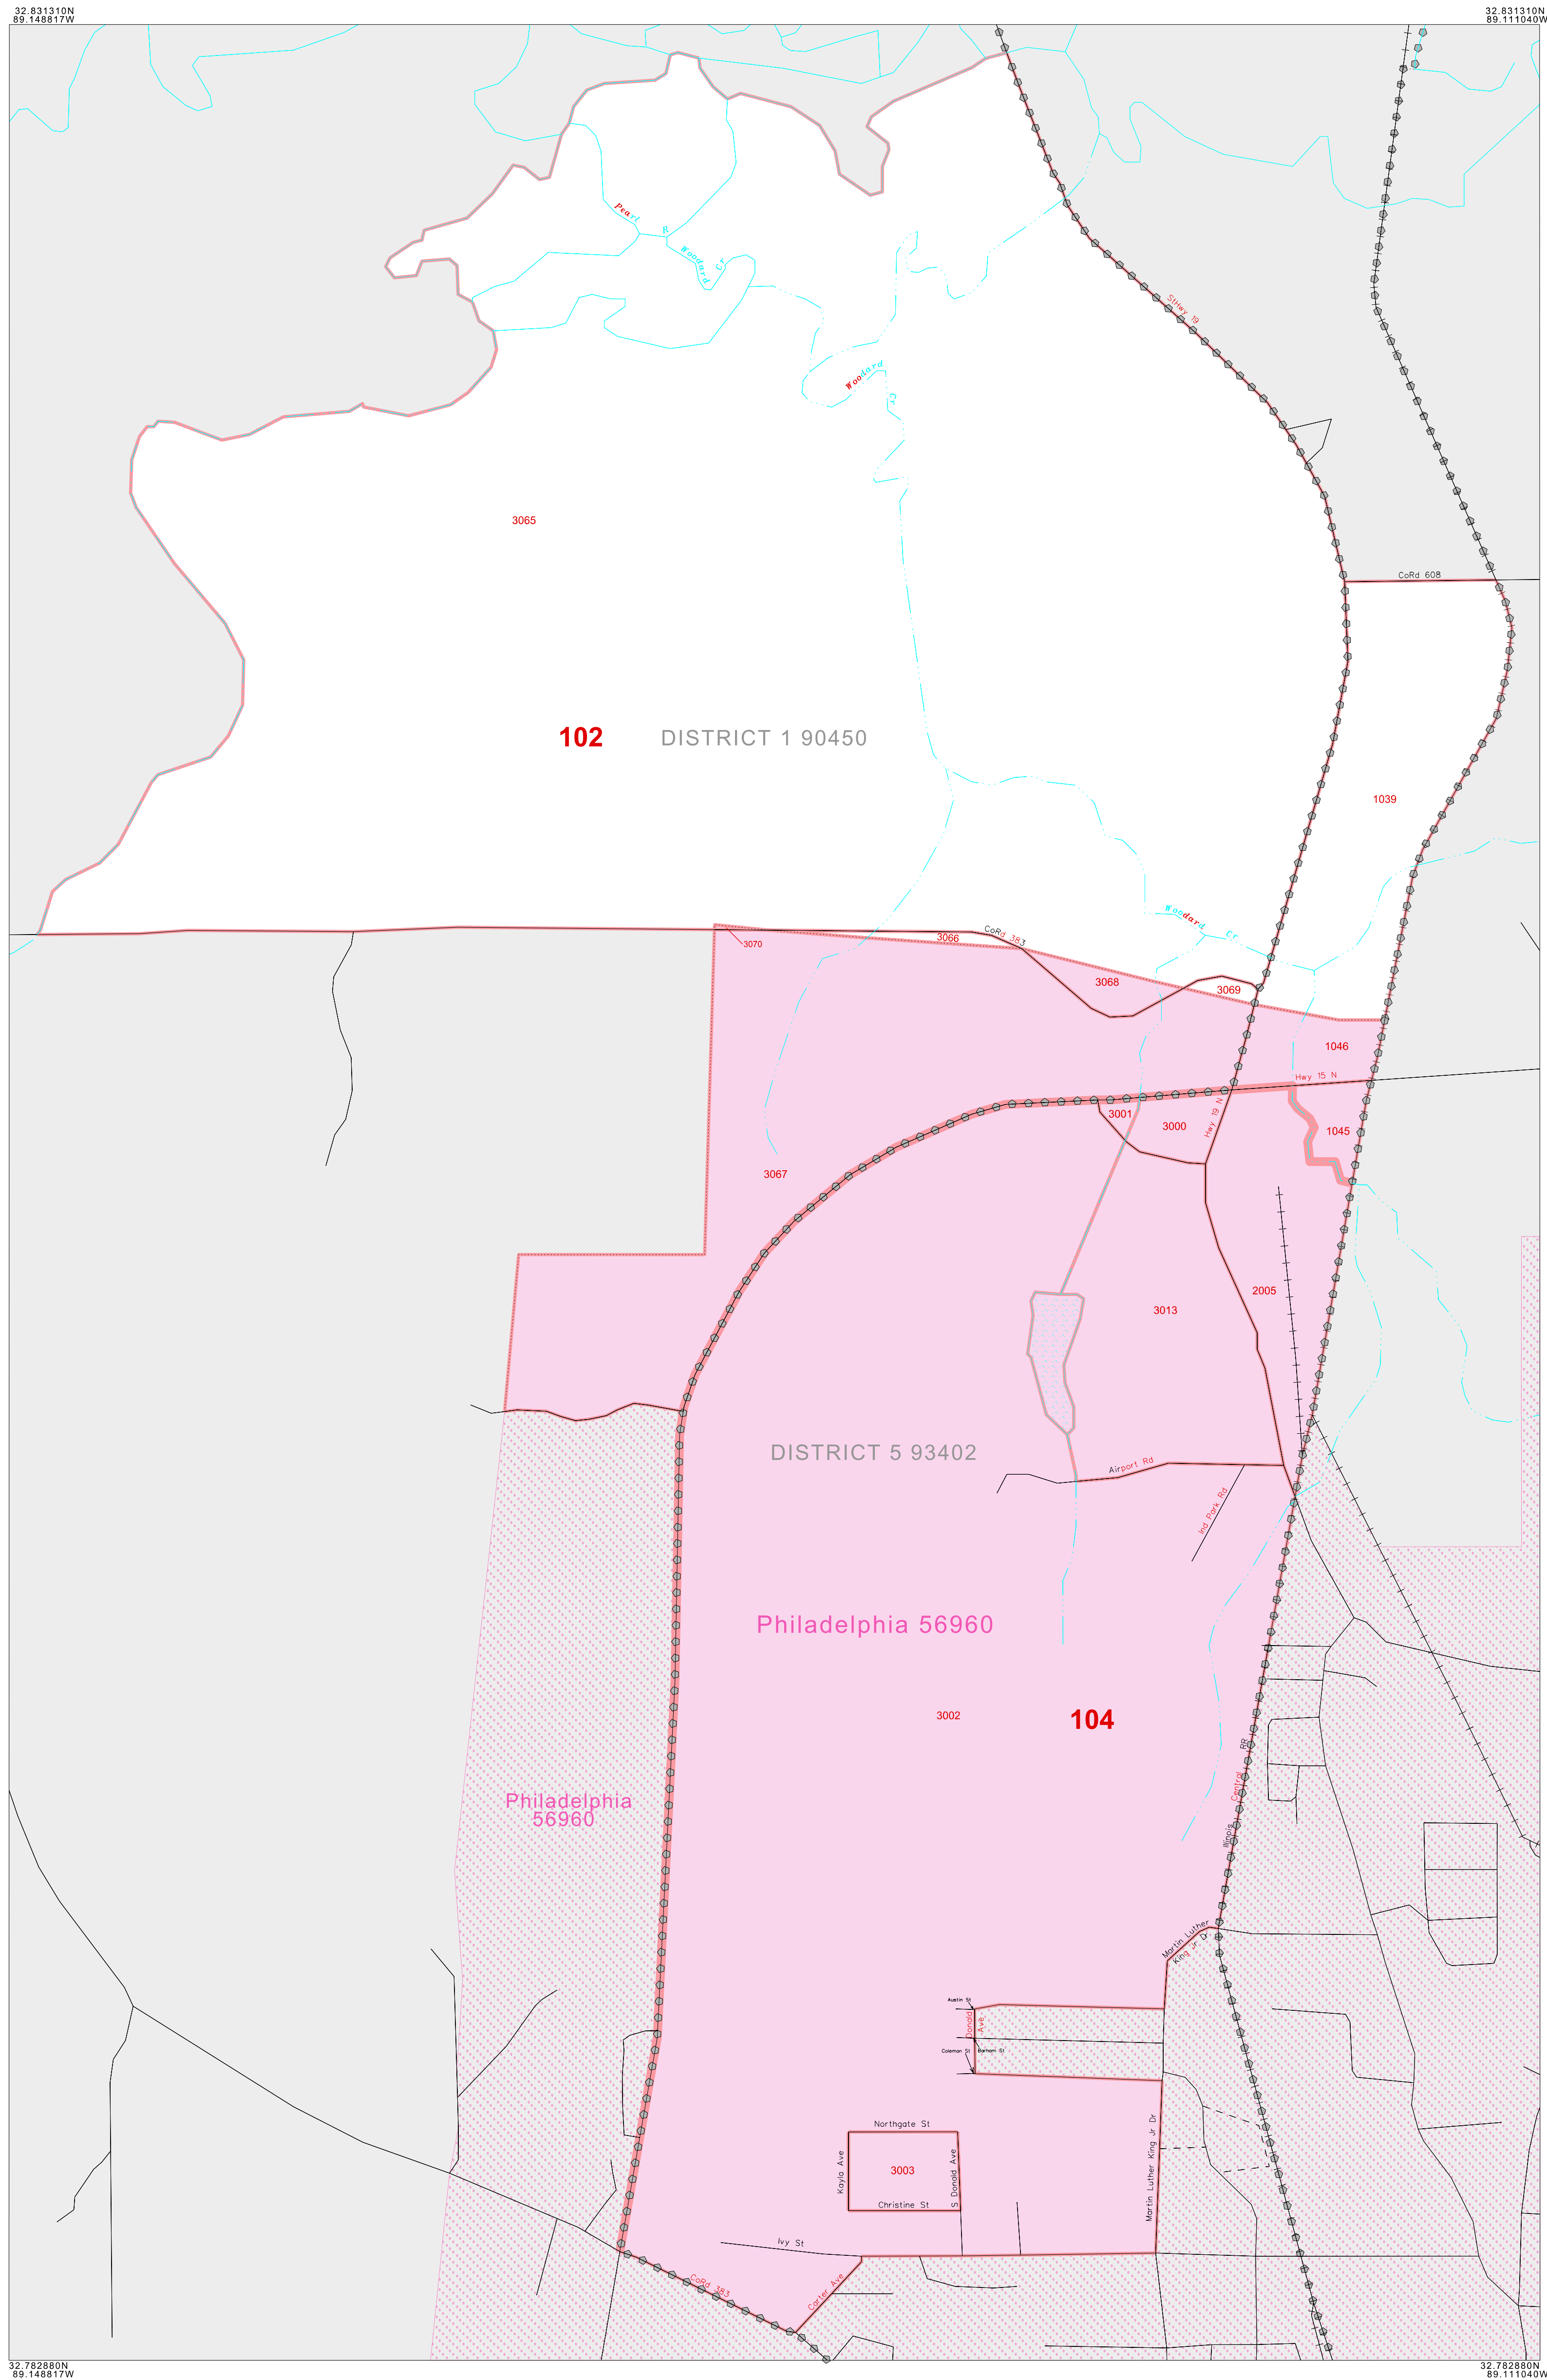 32.831310N
89.148817W
32.831310N
89.111040W
Pearl
R
Woodard
Cr
StHwy 19
Woodard
Cr
3065
CoRd 608
102
DISTRICT 1 90450
1039
Woodard
Cr
CoRd 383
3066
3070
3068
3069
1046
Hwy 15 N
3001
3000
Hwy 19 N
1045
3067
2005
3013
DISTRICT 5 93402
Airport Rd
Ind Park Rd
Philadelphia 56960
3002
104
Illinois Central RR
Philadelphia
56960
Martin Luther
King Jr Dr
Austin St
Donald
Ave
Coleman St
Barham St
Northgate St
Kayla Ave
3003
S Donald Ave
Martin Luther King Jr Dr
Christine St
Ivy St
CoRd 383
Carter Ave
32.782880N
89.148817W
32.782880N
89.111040W